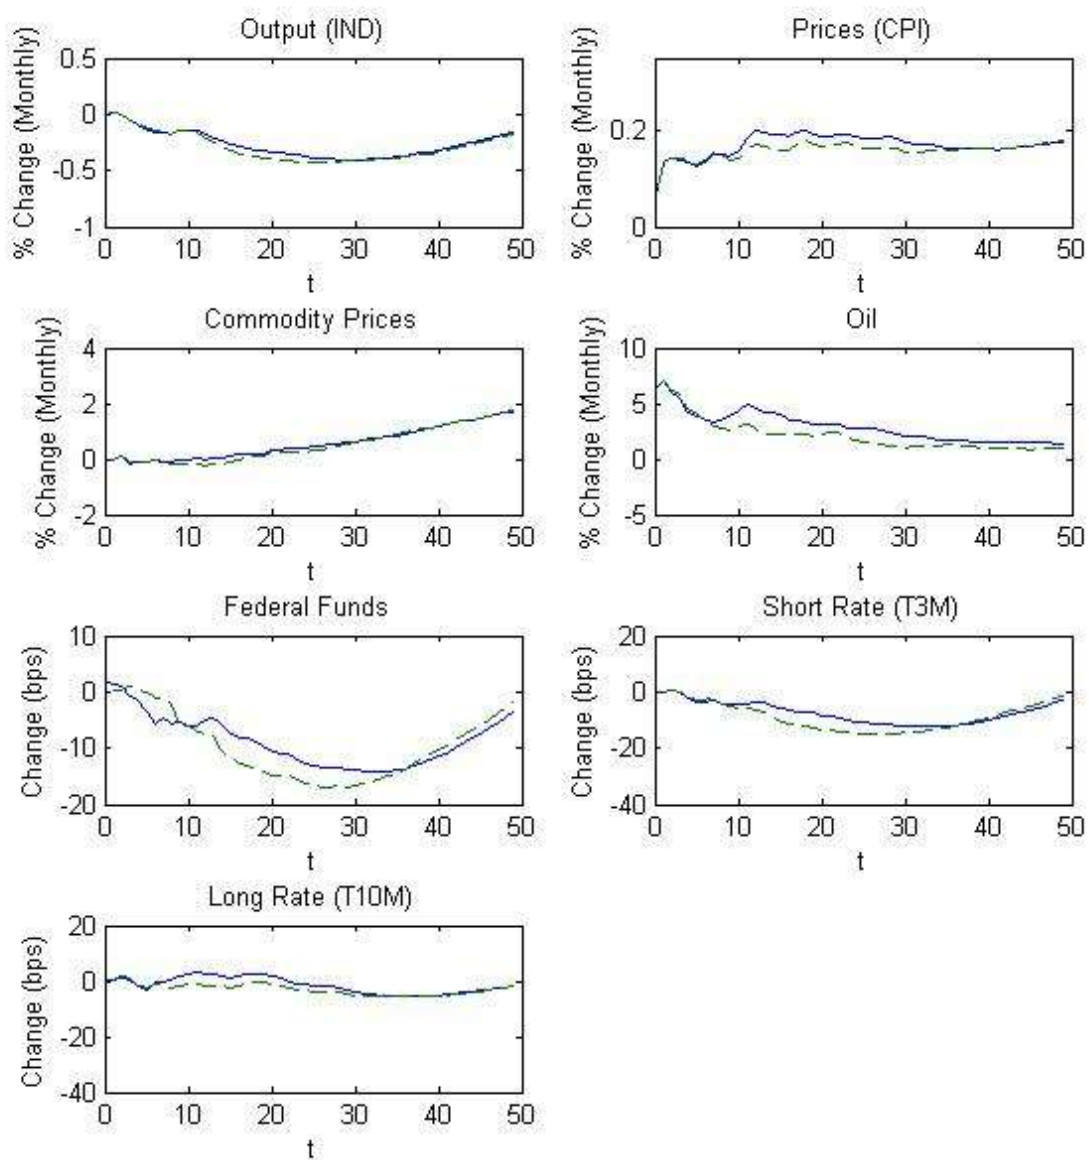 Output (IND)
% Change (Monthly)
0.5
0
-0.5
-1
0 10 20 30 40 50
t
Prices (CPI)
% Change (Monthly)
0.2
0
0 10 20 30 40 50
t
Commodity Prices
% Change (Monthly)
4
2
0
-2
0 10 20 30 40 50
t
Oil
% Change (Monthly)
10
5
0
-5
0 10 20 30 40 50
t
Federal Funds
Change (bps)
10
0
-10
-20
0 10 20 30 40 50
t
Short Rate (T3M)
Change (bps)
20
0
-20
-40
0 10 20 30 40 50
t
Long Rate (T10M)
Change (bps)
20
0
-20
-40
0 10 20 30 40 50
t